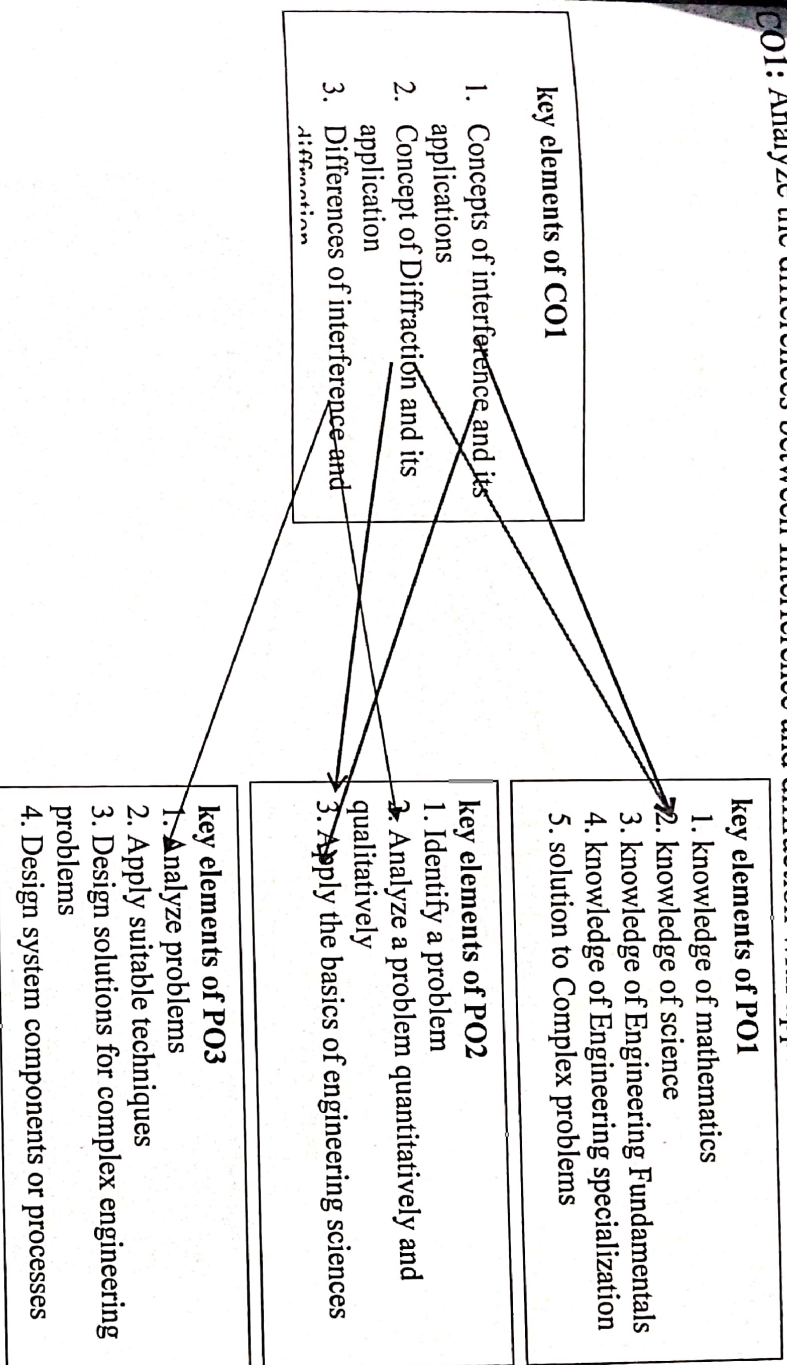 CO1: Analyze the differences between Interference and diffraction with
key elements of CO1
1. Concepts of interference and its
applications
2. Concept of Diffraction and its
application
3. Differences of interference and
diffraction
key elements of PO1
1. knowledge of mathematics
2. knowledge of science
3. knowledge of Engineering Fundamentals
4. knowledge of Engineering specialization
5. solution to Complex problems
key elements of PO2
1. Identify a problem
2. Analyze a problem quantitatively and
qualitatively
3. Apply the basics of engineering sciences
key elements of PO3
1. Analyze problems
2. Apply suitable techniques
3. Design solutions for complex engineering
problems
4. Design system components or processes